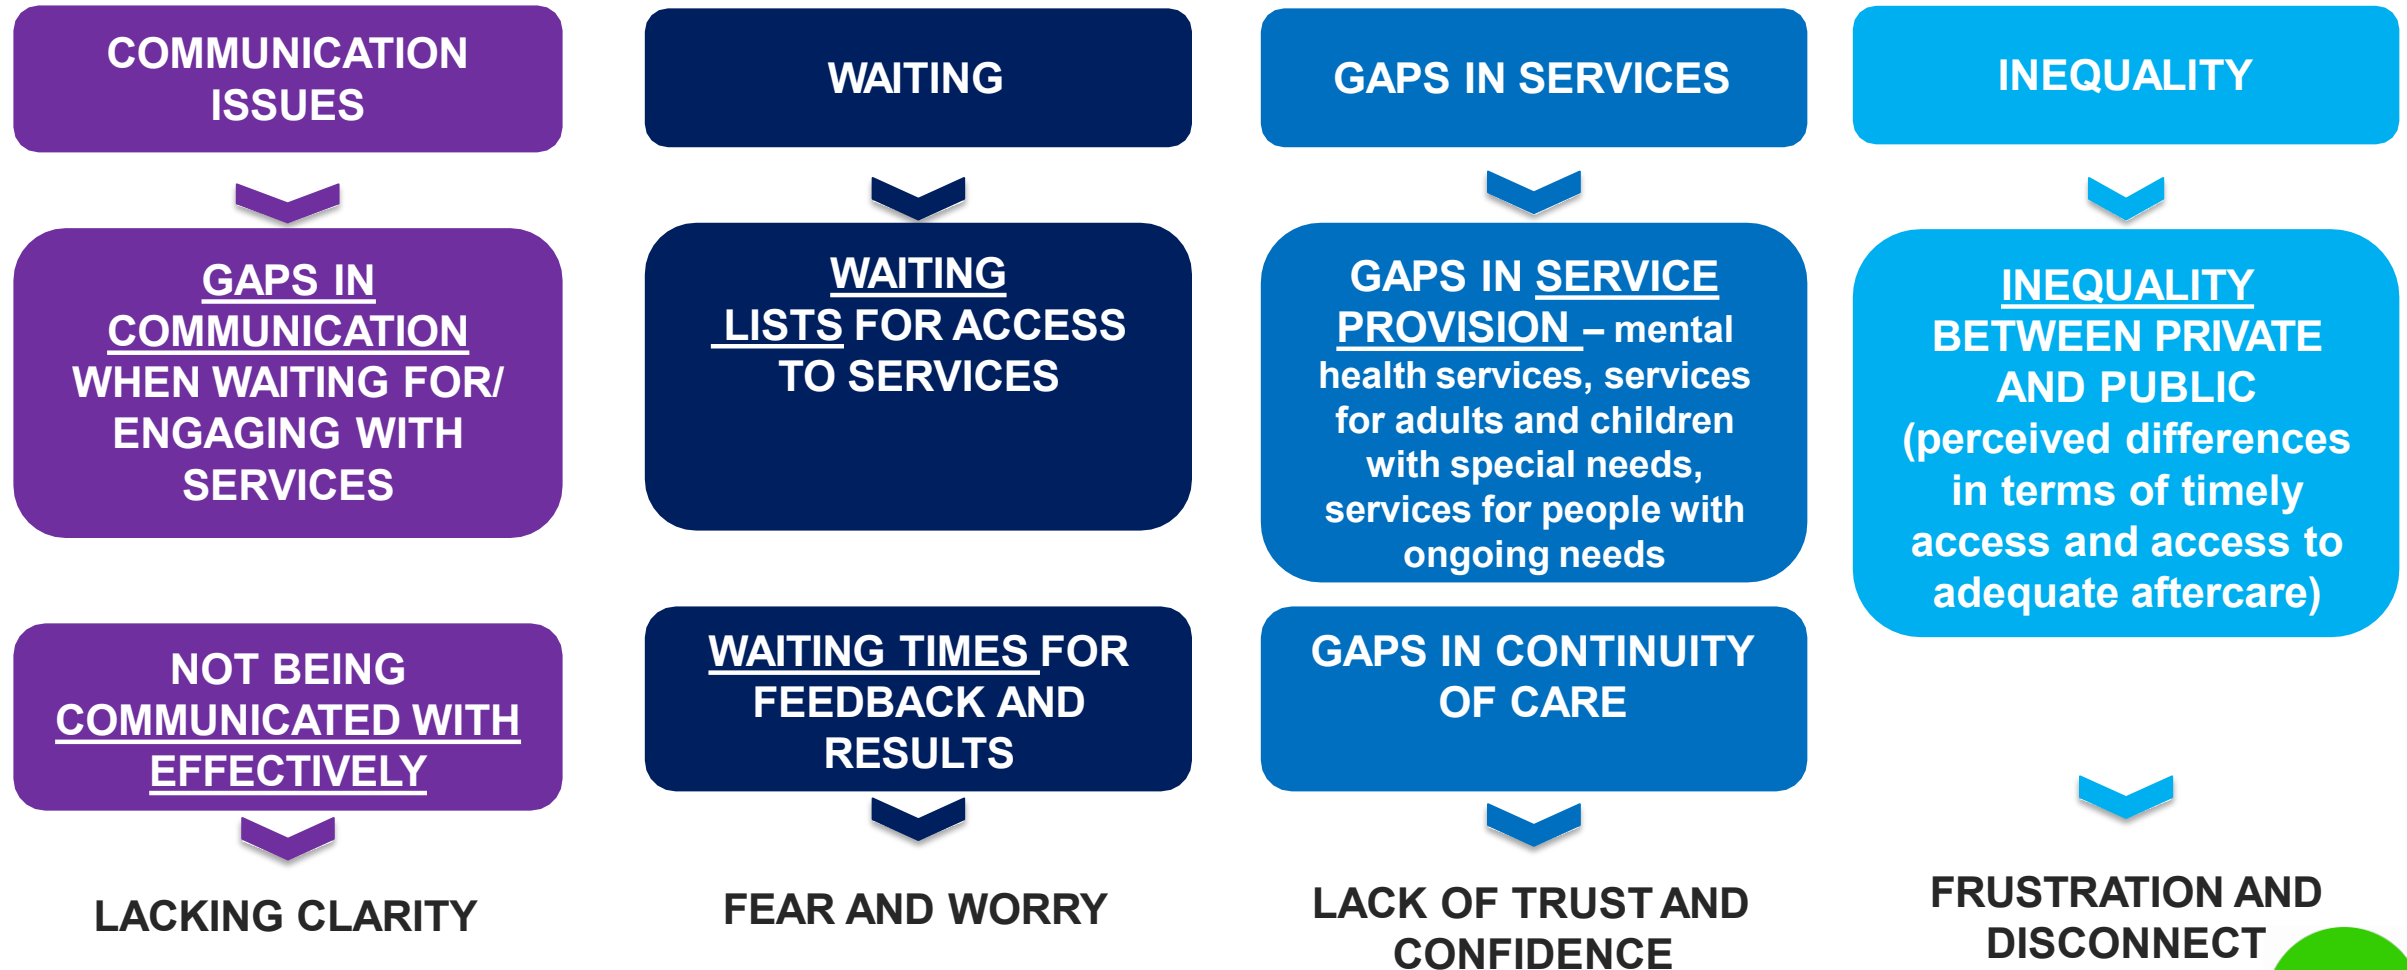 COMMUNICATION
ISSUES
GAPS IN
COMMUNICATION
WHEN WAITING FOR/
ENGAGING WITH
SERVICES
NOT BEING
COMMUNICATED WITH
EFFECTIVELY
LACKING CLARITY
WAITING
WAITING
LISTS FOR ACCESS
TO SERVICES
WAITING TIMES FOR
FEEDBACK AND
RESULTS
FEAR AND WORRY
GAPS IN SERVICES
GAPS IN SERVICE
PROVISION – mental
health services, services
for adults and children
with special needs,
services for people with
ongoing needs
GAPS IN CONTINUITY
OF CARE
LACK OF TRUST AND
CONFIDENCE
INEQUALITY
INEQUALITY
BETWEEN PRIVATE
AND PUBLIC
(perceived differences
in terms of timely
access and access to
adequate aftercare)
FRUSTRATION AND
DISCONNECT